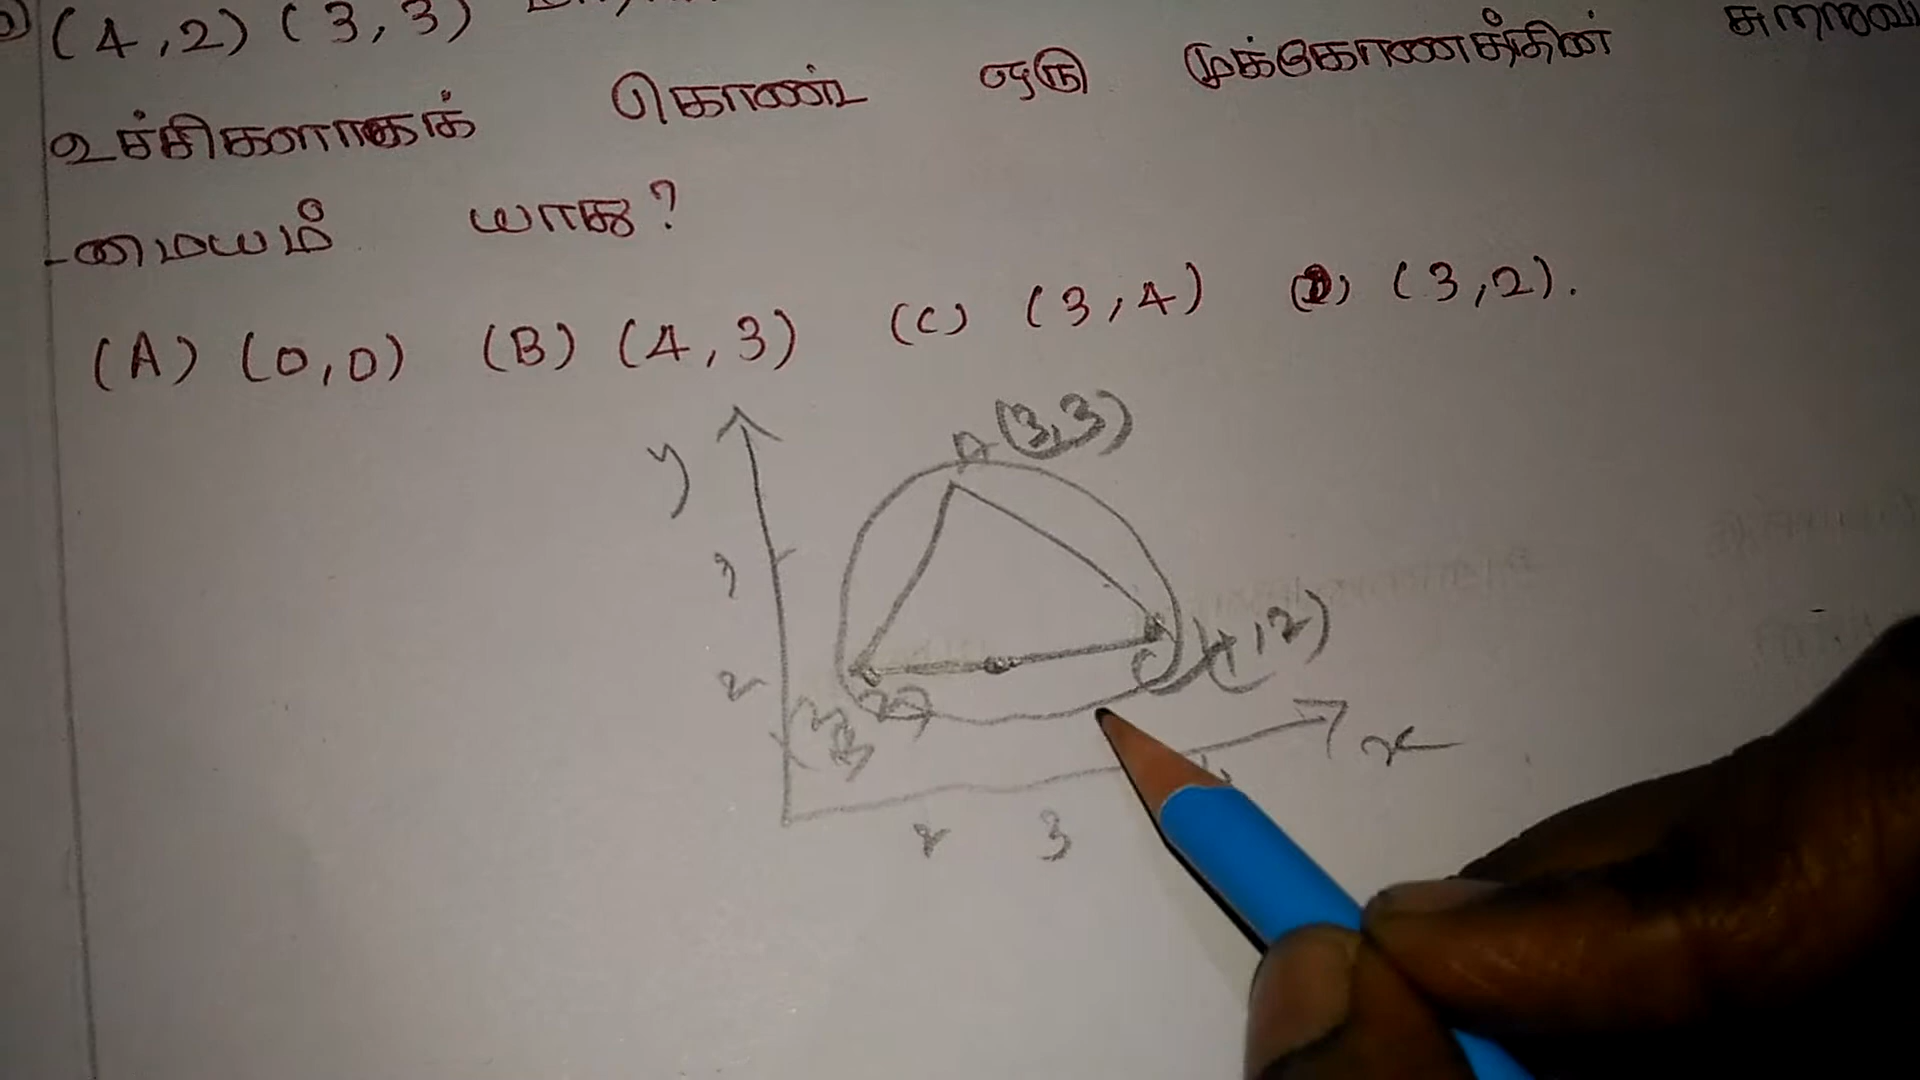 (4,2) (3,3)
உச்சிகளாகக் கொண்ட ஒரு முக்கோணத்தின்
-மையம் யாது?
(A) (0,0) (B) (4,3) (C) (3,4) (D) (3,2).
A (3,3)
y
2
x
2 3